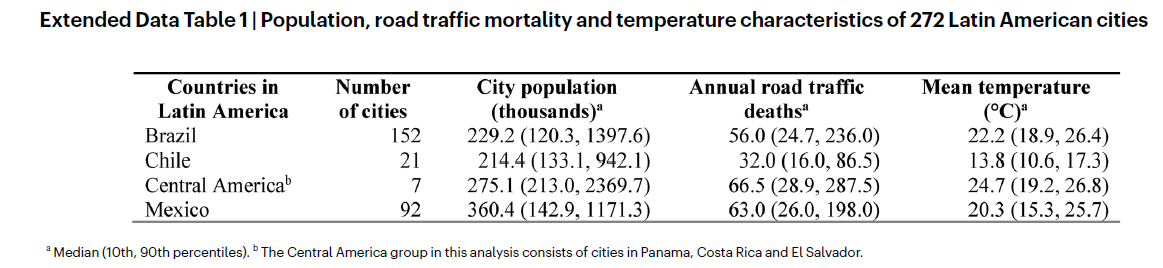 Extended Data Table 1 | Population, road traffic mortality and temperature characteristics of 272 Latin American cities
Countries in Latin America Number of cities City population (thousands)ᵃ Annual road traffic deathsᵃ Mean temperature (°C)ᵃ
Brazil 152 229.2 (120.3, 1397.6) 56.0 (24.7, 236.0) 22.2 (18.9, 26.4)
Chile 21 214.4 (133.1, 942.1) 32.0 (16.0, 86.5) 13.8 (10.6, 17.3)
Central Americaᵇ 7 275.1 (213.0, 2369.7) 66.5 (28.9, 287.5) 24.7 (19.2, 26.8)
Mexico 92 360.4 (142.9, 1171.3) 63.0 (26.0, 198.0) 20.3 (15.3, 25.7)
ᵃ Median (10th, 90th percentiles). ᵇ The Central America group in this analysis consists of cities in Panama, Costa Rica and El Salvador.